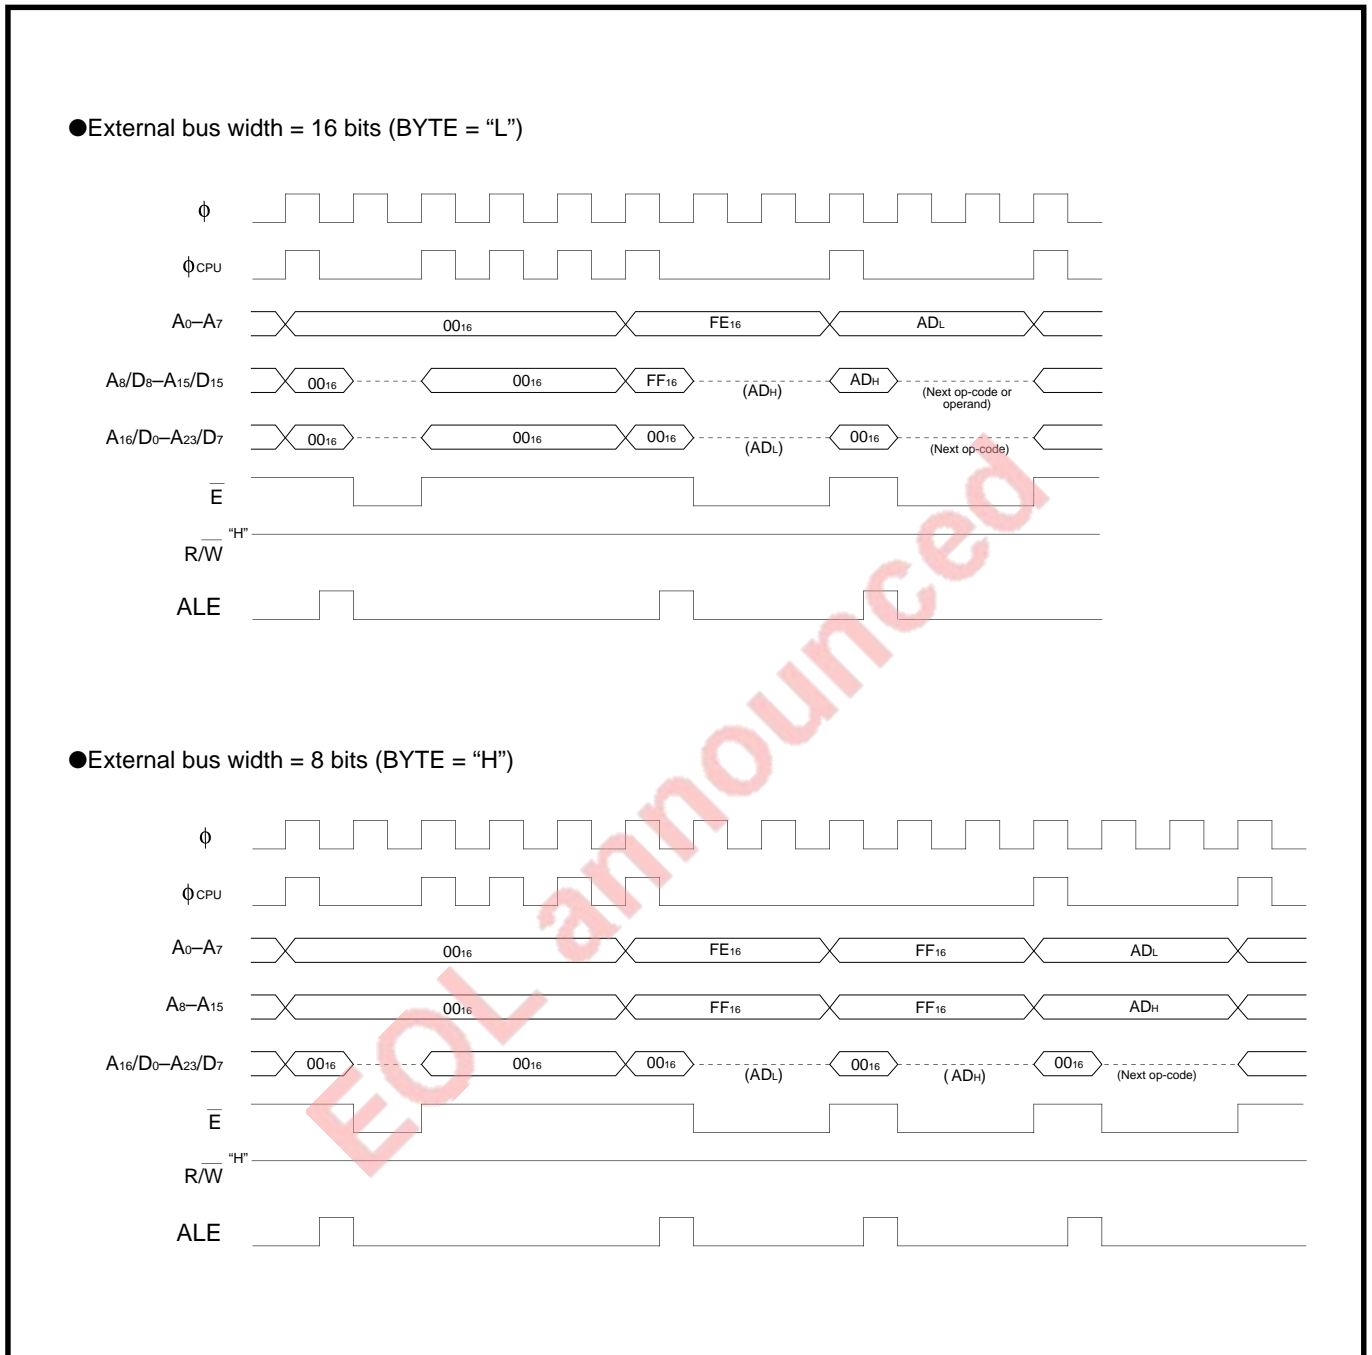 ●External bus width = 16 bits (BYTE = “L”)
ϕ
ϕCPU
A0–A7 0016 FE16 ADL
A8/D8–A15/D15 0016 0016 FF16 (ADH) ADH (Next op-code or operand)
A16/D0–A23/D7 0016 0016 0016 (ADL) 0016 (Next op-code)
E̅
R/W̅ “H”
ALE
●External bus width = 8 bits (BYTE = “H”)
ϕ
ϕCPU
A0–A7 0016 FE16 FF16 ADL
A8–A15 0016 FF16 FF16 ADH
A16/D0–A23/D7 0016 0016 0016 (ADL) 0016 ( ADH) 0016 (Next op-code)
E̅
R/W̅ “H”
ALE
EOL announced